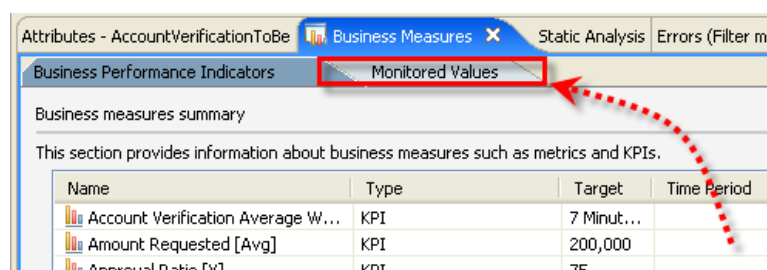 Attributes - AccountVerificationToBe Business Measures Static Analysis Errors (Filter m
Business Performance Indicators Monitored Values
Business measures summary
This section provides information about business measures such as metrics and KPIs.
Name Type Target Time Period
Account Verification Average W... KPI 7 Minut...
Amount Requested [Avg] KPI 200,000
Approval Ratio [%] KPI 75